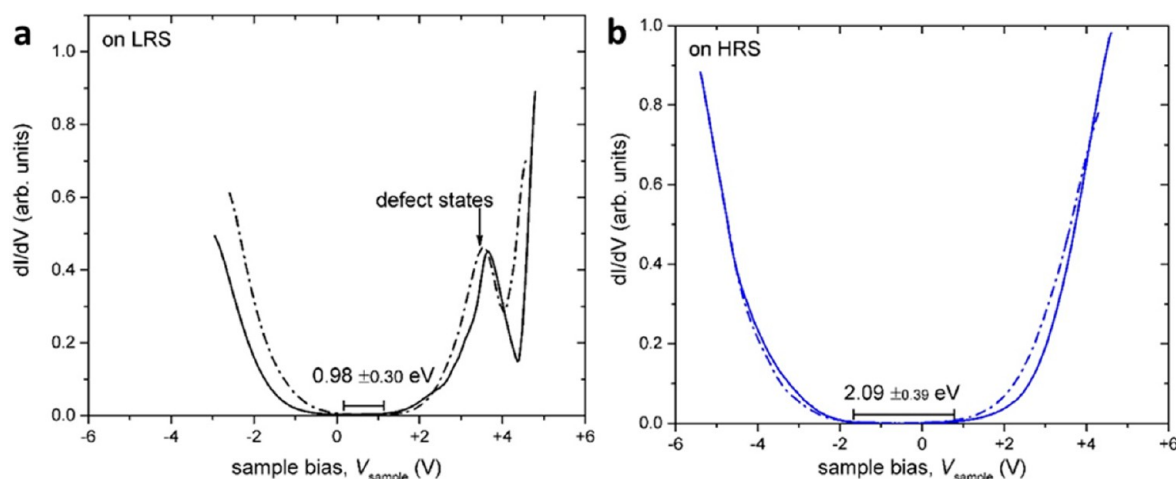 a
on LRS
1.0
0.8
0.6
0.4
0.2
0.0
dI/dV (arb. units)
defect states
0.98 ±0.30 eV
-6 -4 -2 0 +2 +4 +6
sample bias, Vsample (V)
b
on HRS
1.0
0.8
0.6
0.4
0.2
0.0
dI/dV (arb. units)
2.09 ±0.39 eV
-6 -4 -2 0 +2 +4 +6
sample bias, Vsample (V)